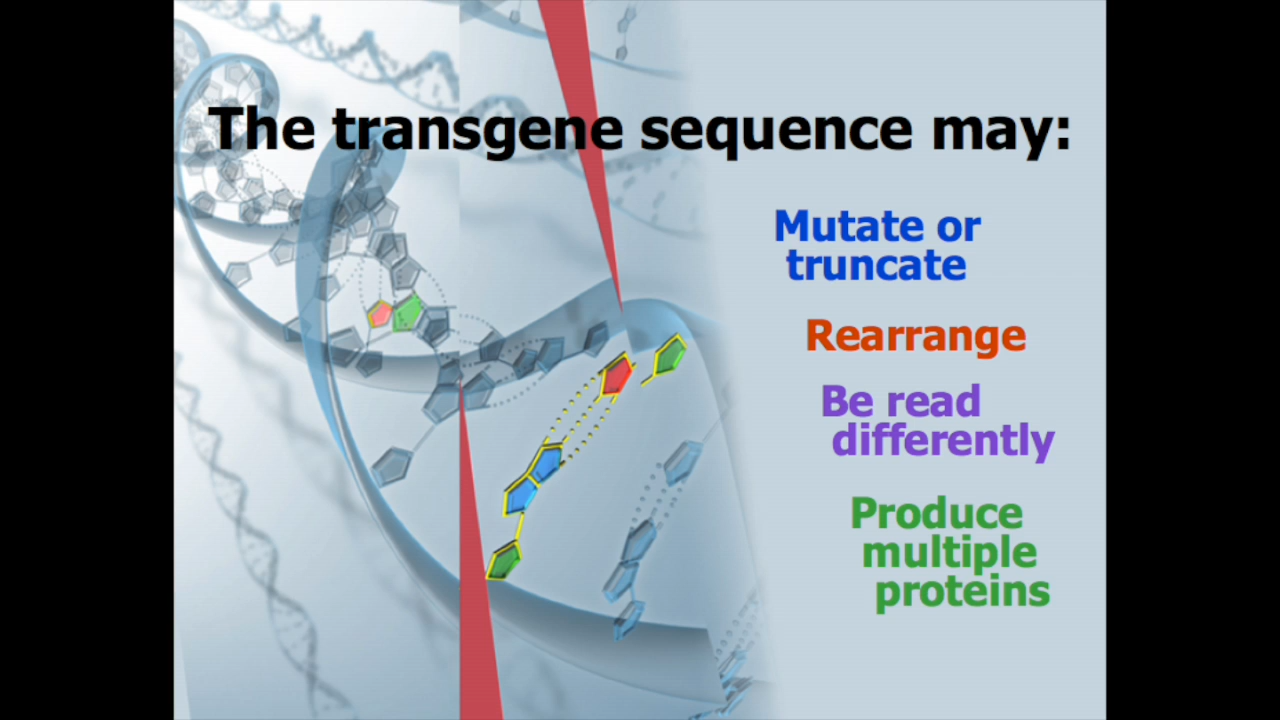 The transgene sequence may:
Mutate or
truncate
Rearrange
Be read
differently
Produce
multiple
proteins